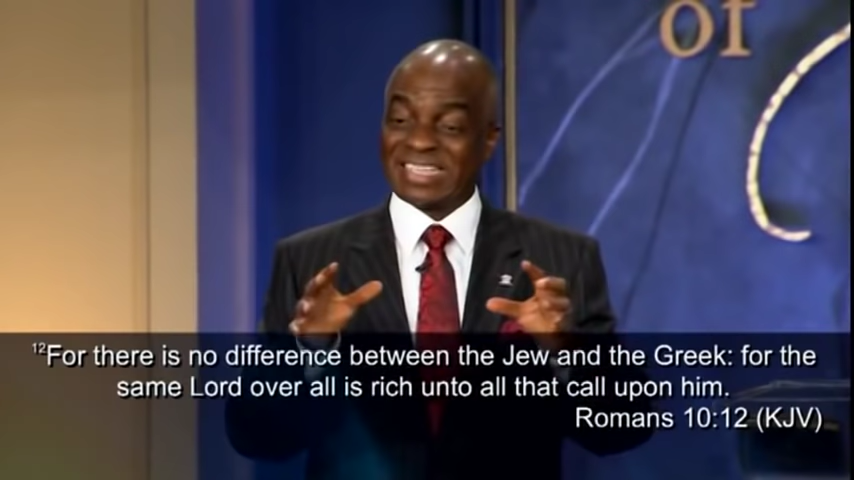 of
¹²For there is no difference between the Jew and the Greek: for the
same Lord over all is rich unto all that call upon him.
Romans 10:12 (KJV)